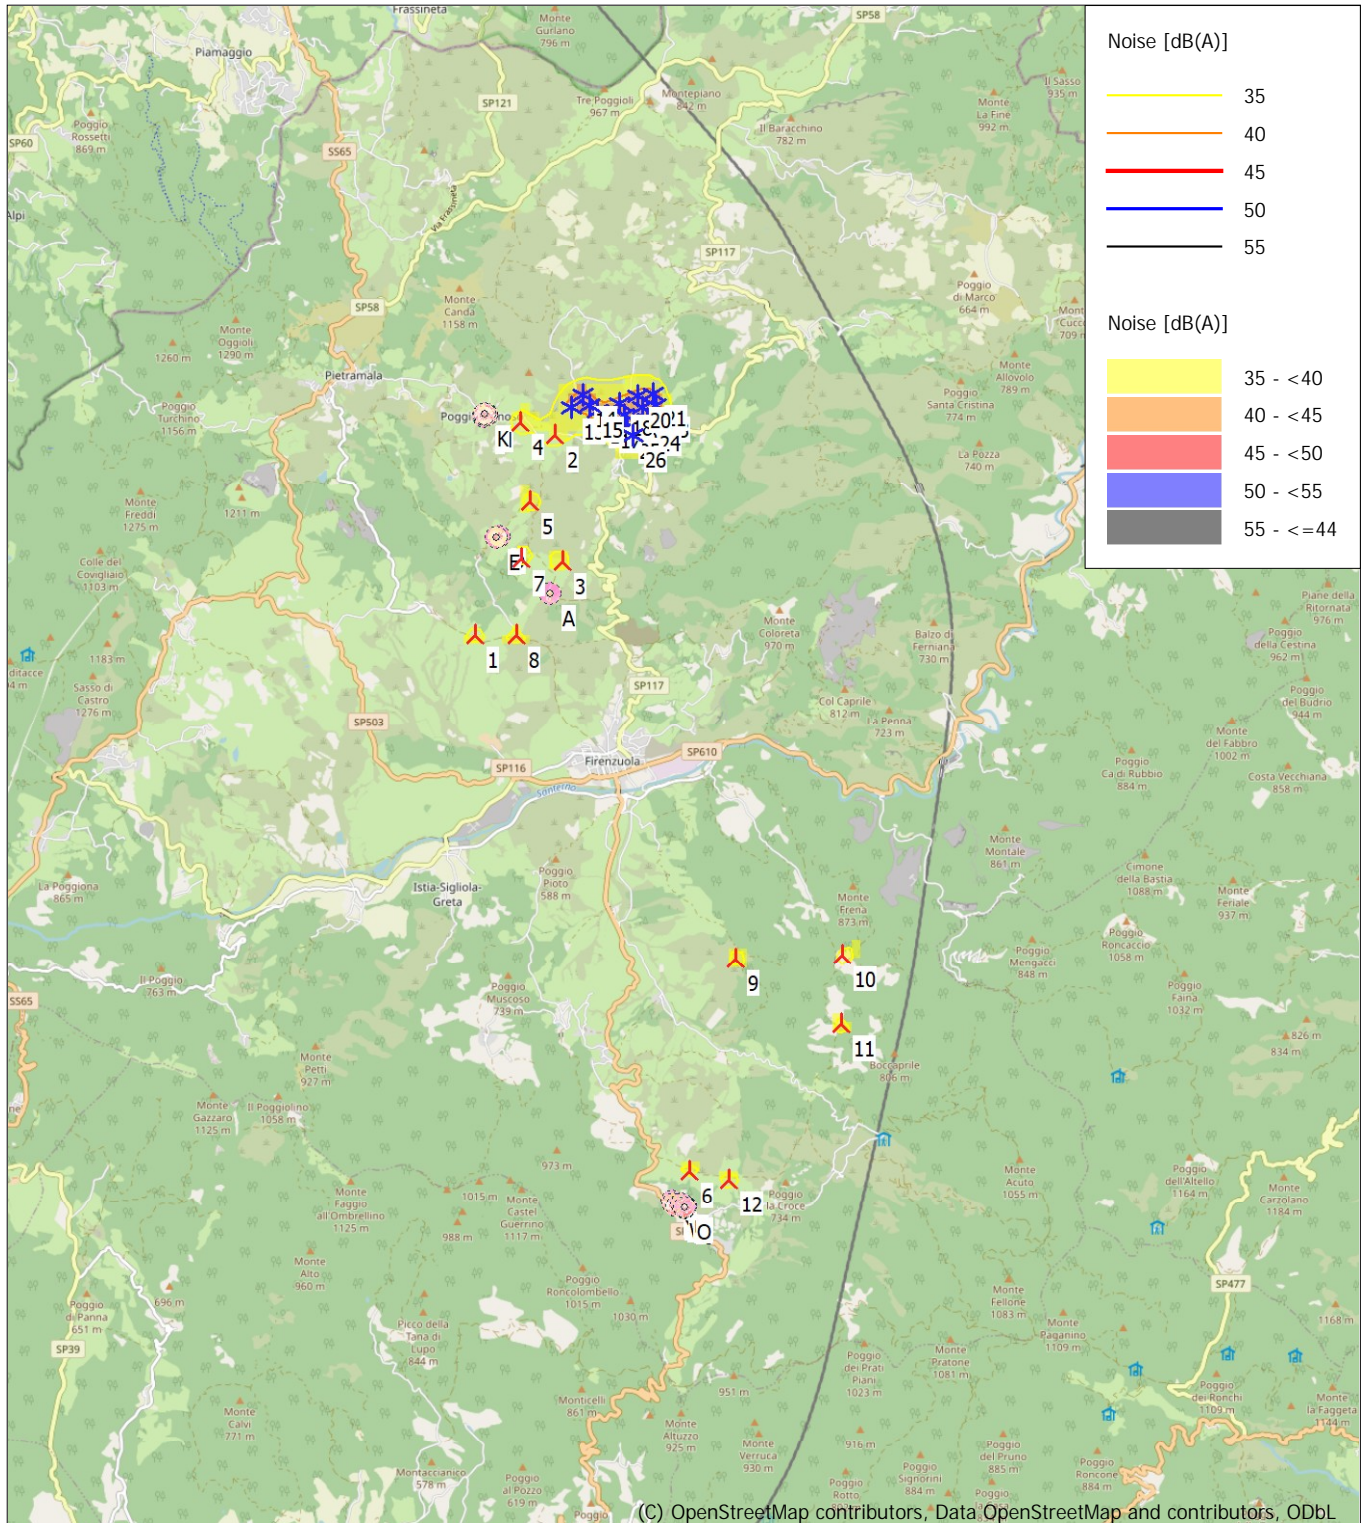 Noise [dB(A)]
35
40
45
50
55
Noise [dB(A)]
35 - <40
40 - <45
45 - <50
50 - <55
55 - <=44
Frassineta
Monte
Gurlano
796 m
SP58
Piamaggio
SP121
Tre Poggioli
967 m
Montepiano
842 m
Il Sasso
935 m
Monte
La Fine
992 m
Poggio
Rossetti
869 m
SP60
SS65
Il Baracchino
782 m
Alpi
Via Frassineta
SP117
Poggio
di Marco
664 m
SP58
Monte
Canda
1158 m
Monte
Oggioli
1290 m
1260 m
Pietramala
Monte
Allovolo
789 m
Poggio
Santa Cristina
774 m
Poggio
Turchino
1156 m
4
2
15
20
24
26
La Pozza
740 m
1211 m
Monte
Freddi
1275 m
5
Colle del
Covigliaio
1103 m
E
7
3
A
Monte
Coloreta
970 m
Balzo di
Ferniana
730 m
Piane della
Ritornata
976 m
Poggio
della Cestina
962 m
1
8
1183 m
Sasso di
Castro
1276 m
SP117
Col Caprile
812 m
La Penna
723 m
Poggio
del Budrio
944 m
SP503
Monte
del Fabbro
1002 m
Firenzuola
SP610
SP116
Santerno
Poggio
Ca di Rubbio
884 m
Costa Vecchiana
858 m
Monte
Montale
861 m
La Poggiona
865 m
Istia-Sigliola-
Greta
Poggio
Pioto
588 m
Cimone
della Bastia
1088 m
Monte
Feriale
937 m
Monte
Frena
873 m
Poggio
Roncaccio
1058 m
Poggio
Mengacci
848 m
Il Poggio
763 m
9
10
SS65
Poggio
Muscoso
739 m
Poggio
Faina
1032 m
826 m
834 m
11
Monte
Petti
927 m
Boccaprile
806 m
Monte
Gazzaro
1125 m
Il Poggiolino
1058 m
973 m
Monte
Acuto
1055 m
Poggio
dell'Altello
1164 m
Monte
Carzolano
1184 m
6
12
Poggio
la Croce
734 m
O
Monte
Faggio
all'Ombrellino
1125 m
1015 m
988 m
Monte
Castel
Guerrino
1117 m
Monte
Alto
960 m
Poggio
Roncolombello
1015 m
1030 m
SP477
Monte
Fellone
1083 m
Poggio
di Panna
651 m
696 m
SP39
Picco della
Tana di
Lupo
844 m
Monte
Paganino
1109 m
1168 m
Poggio
dei Prati
Piani
1023 m
Monte
Pratone
1081 m
Monticelli
861 m
951 m
Poggio
dei Ronchi
1109 m
Monte
la Faggeta
1144 m
Monte
Calvi
771 m
Monte
Altuzzo
925 m
Monte
Verruca
930 m
916 m
Poggio
del Pruno
885 m
Poggio
Roncone
884 m
Montaccianico
578 m
Poggio
al Pozzo
619 m
Poggio
Signorini
884 m
Poggio
Rotto
Poggio
(C) OpenStreetMap contributors, Data OpenStreetMap and contributors, ODbL